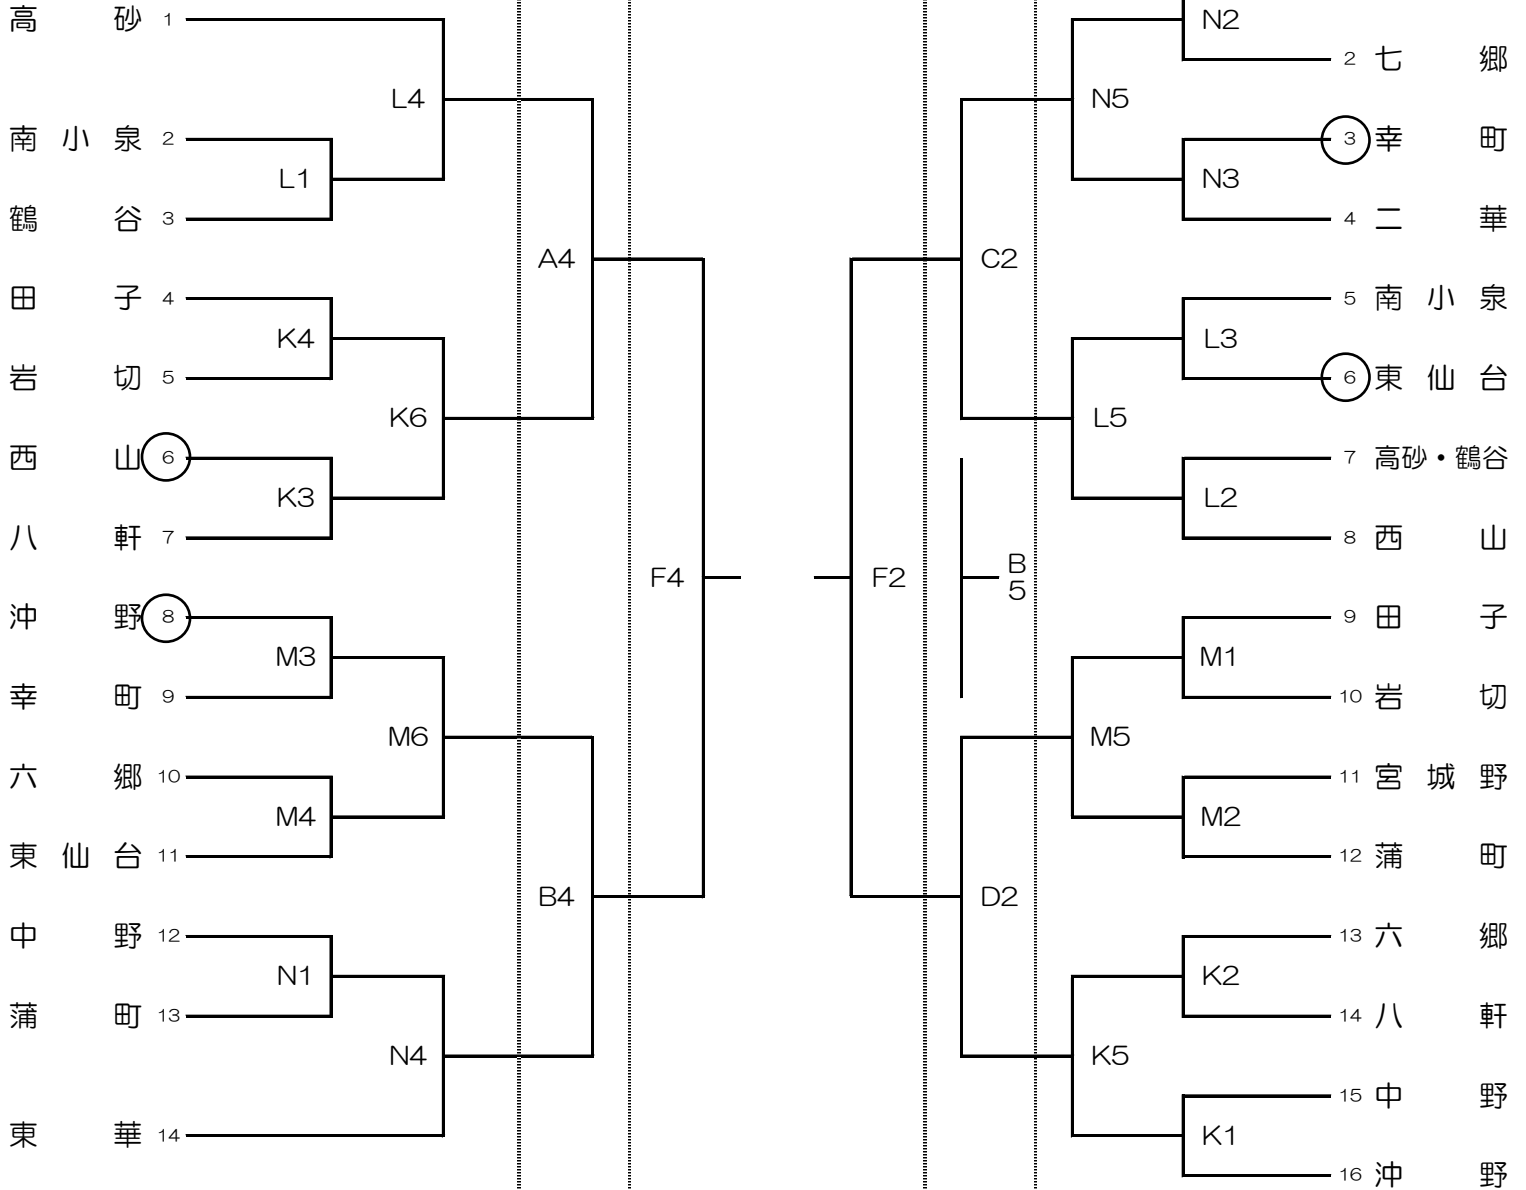 高砂 1
南小泉 2
鶴谷 3
田子 4
岩切 5
西山 6
八軒 7
沖野 8
幸町 9
六郷 10
東仙台 11
中野 12
蒲町 13
東華 14
L4
L1
A4
K4
K6
K3
F4
M3
M6
M4
B4
N1
N4
N2
N5
N3
C2
L3
L5
L2
F2
B
5
M1
M5
M2
D2
K2
K5
K1
2 七郷
3 幸町
4 二華
5 南小泉
6 東仙台
7 高砂・鶴谷
8 西山
9 田子
10 岩切
11 宮城野
12 蒲町
13 六郷
14 八軒
15 中野
16 沖野